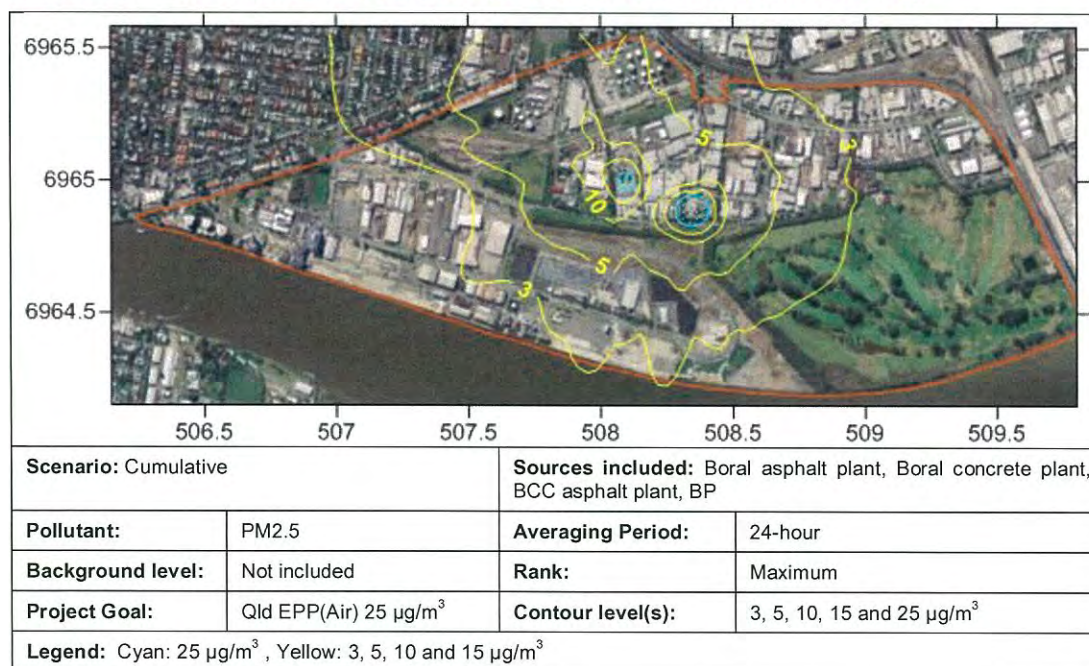 6965.5
6965
6964.5
5
3
10
5
3
506.5 507 507.5 508 508.5 509 509.5
Scenario: Cumulative
Sources included: Boral asphalt plant, Boral concrete plant,
BCC asphalt plant, BP
Pollutant: PM2.5
Averaging Period: 24-hour
Background level: Not included
Rank: Maximum
Project Goal: Qld EPP(Air) 25 µg/m³
Contour level(s): 3, 5, 10, 15 and 25 µg/m³
Legend: Cyan: 25 µg/m³ , Yellow: 3, 5, 10 and 15 µg/m³